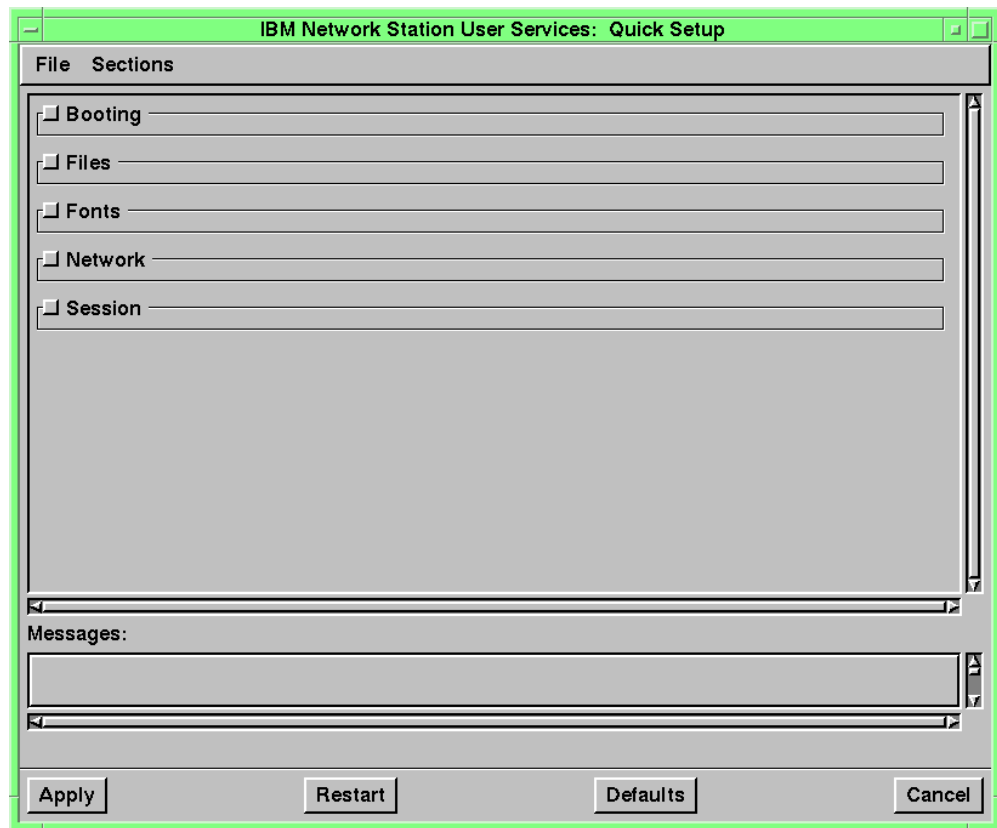 IBM Network Station User Services: Quick Setup
File Sections
Booting
Files
Fonts
Network
Session
Messages:
Apply Restart Defaults Cancel